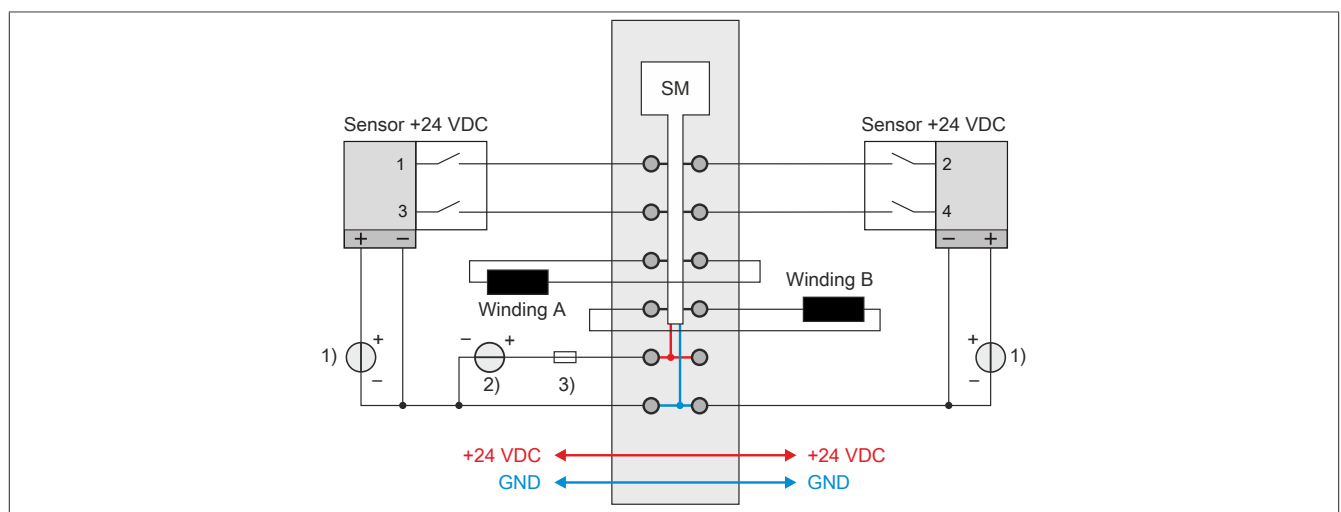 SM
Sensor +24 VDC
Sensor +24 VDC
1
2
3
4
+ −
− +
Winding A
Winding B
1)
+
−
− +
2)
3)
+
−
1)
+24 VDC
+24 VDC
GND
GND